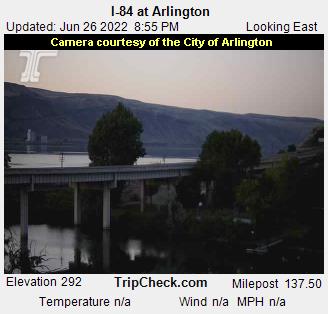 I-84 at Arlington
Updated: Jun 26 2022 8:55 PM Looking East
Camera courtesy of the City of Arlington
Elevation 292 TripCheck.com Milepost 137.50
Temperature n/a Wind n/a MPH n/a